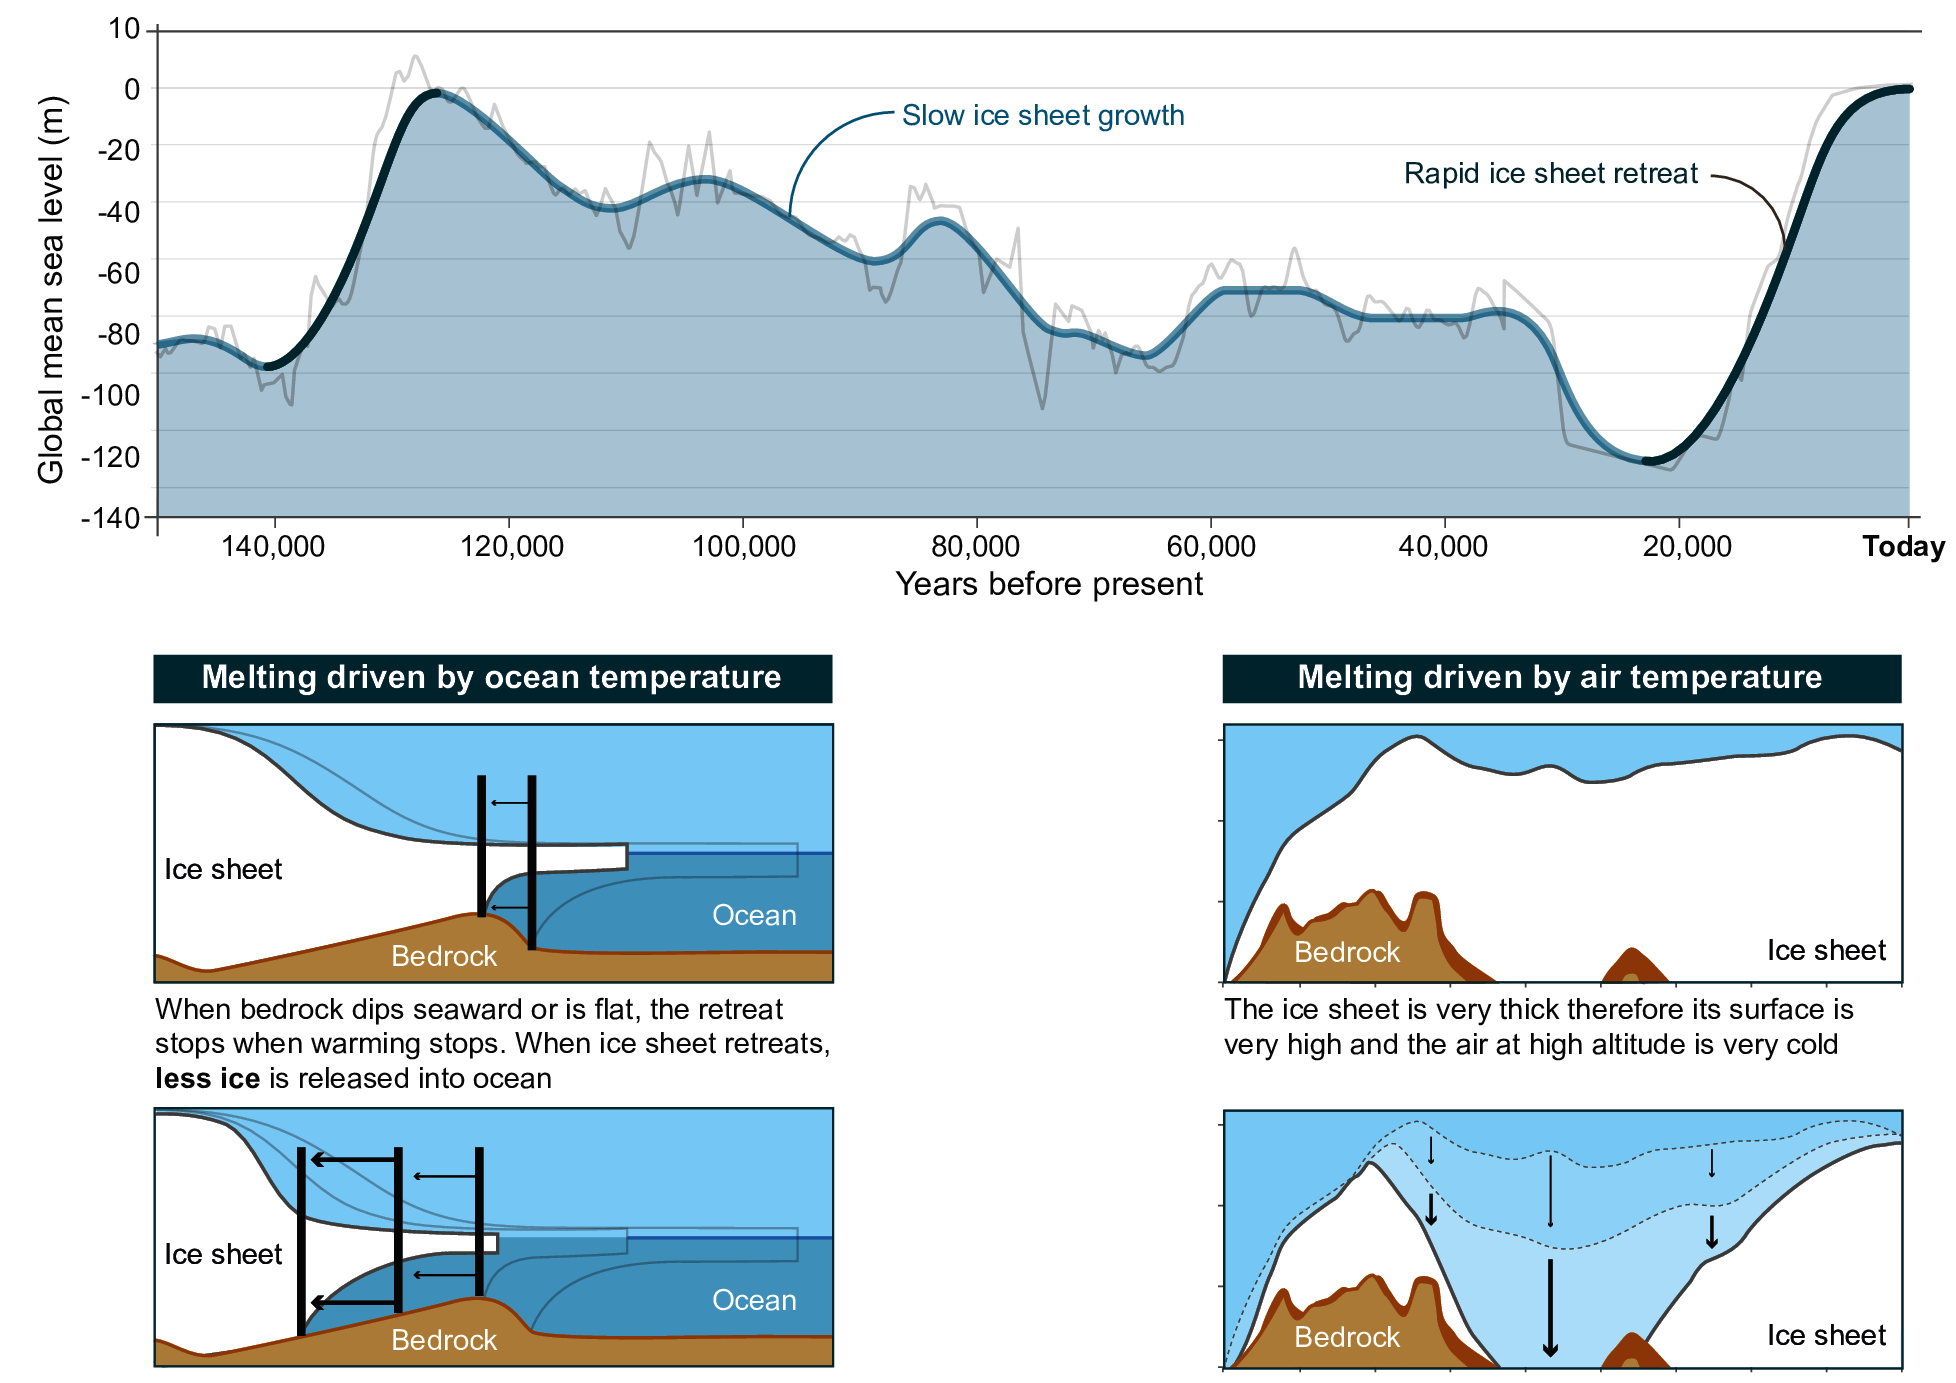 10
0
-20
-40
-60
-80
-100
-120
-140
Global mean sea level (m)
Slow ice sheet growth
Rapid ice sheet retreat
140,000
120,000
100,000
80,000
60,000
40,000
20,000
Today
Years before present
Melting driven by ocean temperature
Ice sheet
Ocean
Bedrock
When bedrock dips seaward or is flat, the retreat
stops when warming stops. When ice sheet retreats,
less ice is released into ocean
Ice sheet
Ocean
Bedrock
Melting driven by air temperature
Bedrock
Ice sheet
The ice sheet is very thick therefore its surface is
very high and the air at high altitude is very cold
Bedrock
Ice sheet